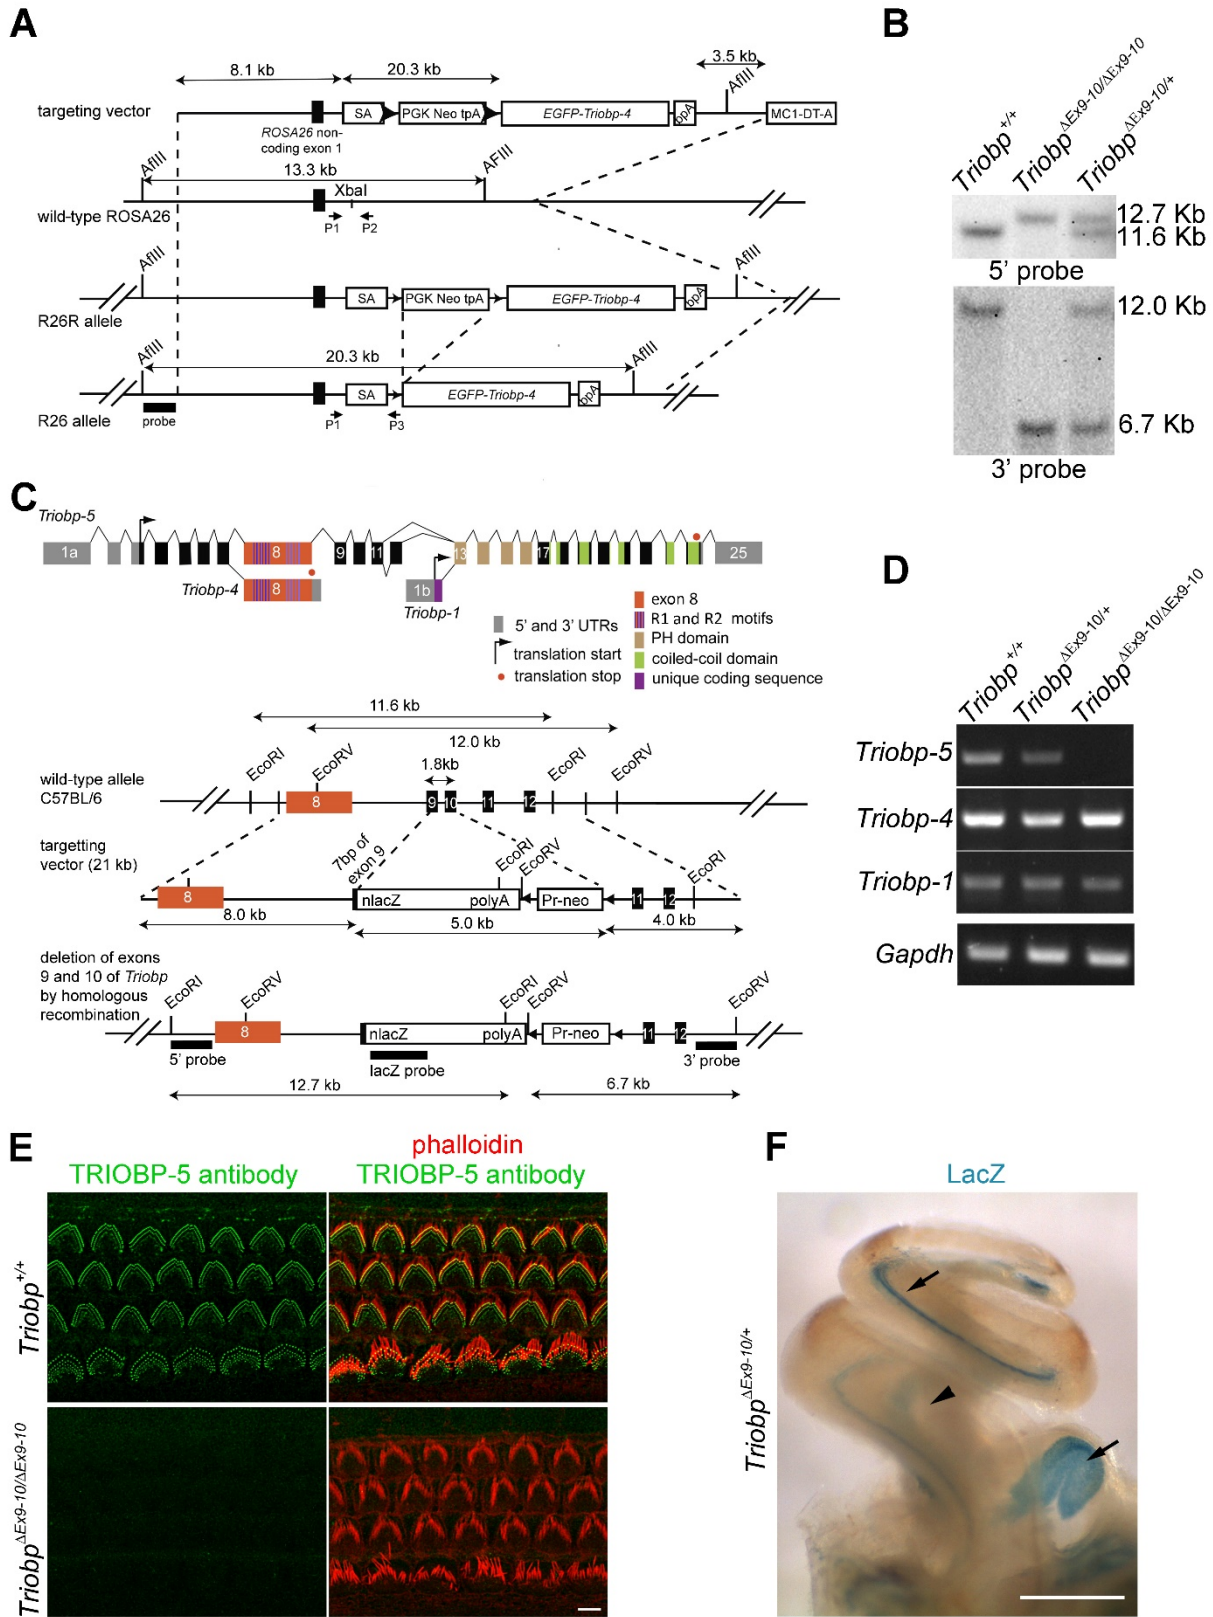 A
8.1 kb
20.3 kb
3.5 kb
AflII
targeting vector
SA
PGK Neo tpA
EGFP-Triobp-4
bpA
MC1-DT-A
ROSA26 non-
coding exon 1
AflII
13.3 kb
AFIII
XbaI
wild-type ROSA26
P1
P2
AflII
AflII
SA
PGK Neo tpA
EGFP-Triobp-4
bpA
R26R allele
AflII
20.3 kb
AflII
SA
EGFP-Triobp-4
bpA
R26 allele
probe
P1
P3
B
Triobp+/+
TriobpΔEx9-10/ΔEx9-10
TriobpΔEx9-10/+
12.7 Kb
11.6 Kb
5’ probe
12.0 Kb
6.7 Kb
3’ probe
C
Triobp-5
1a
8
9
11
13
17
25
Triobp-4
8
1b
Triobp-1
5’ and 3’ UTRs
translation start
translation stop
exon 8
R1 and R2 motifs
PH domain
coiled-coil domain
unique coding sequence
11.6 kb
12.0 kb
wild-type allele
C57BL/6
EcoRI
EcoRV
1.8kb
EcoRI
EcoRV
8
9
10
11
12
targetting
vector (21 kb)
7bp of
exon 9
EcoRI
EcoRV
EcoRI
8
nlacZ
polyA
Pr-neo
11
12
8.0 kb
5.0 kb
4.0 kb
deletion of exons
9 and 10 of Triobp
by homologous
recombination
EcoRI
EcoRV
EcoRI
EcoRV
EcoRV
8
nlacZ
polyA
Pr-neo
11
12
5’ probe
lacZ probe
3’ probe
12.7 kb
6.7 kb
D
Triobp+/+
TriobpΔEx9-10/+
TriobpΔEx9-10/ΔEx9-10
Triobp-5
Triobp-4
Triobp-1
Gapdh
E
TRIOBP-5 antibody
phalloidin
TRIOBP-5 antibody
Triobp+/+
TriobpΔEx9-10/ΔEx9-10
F
LacZ
TriobpΔEx9-10/+